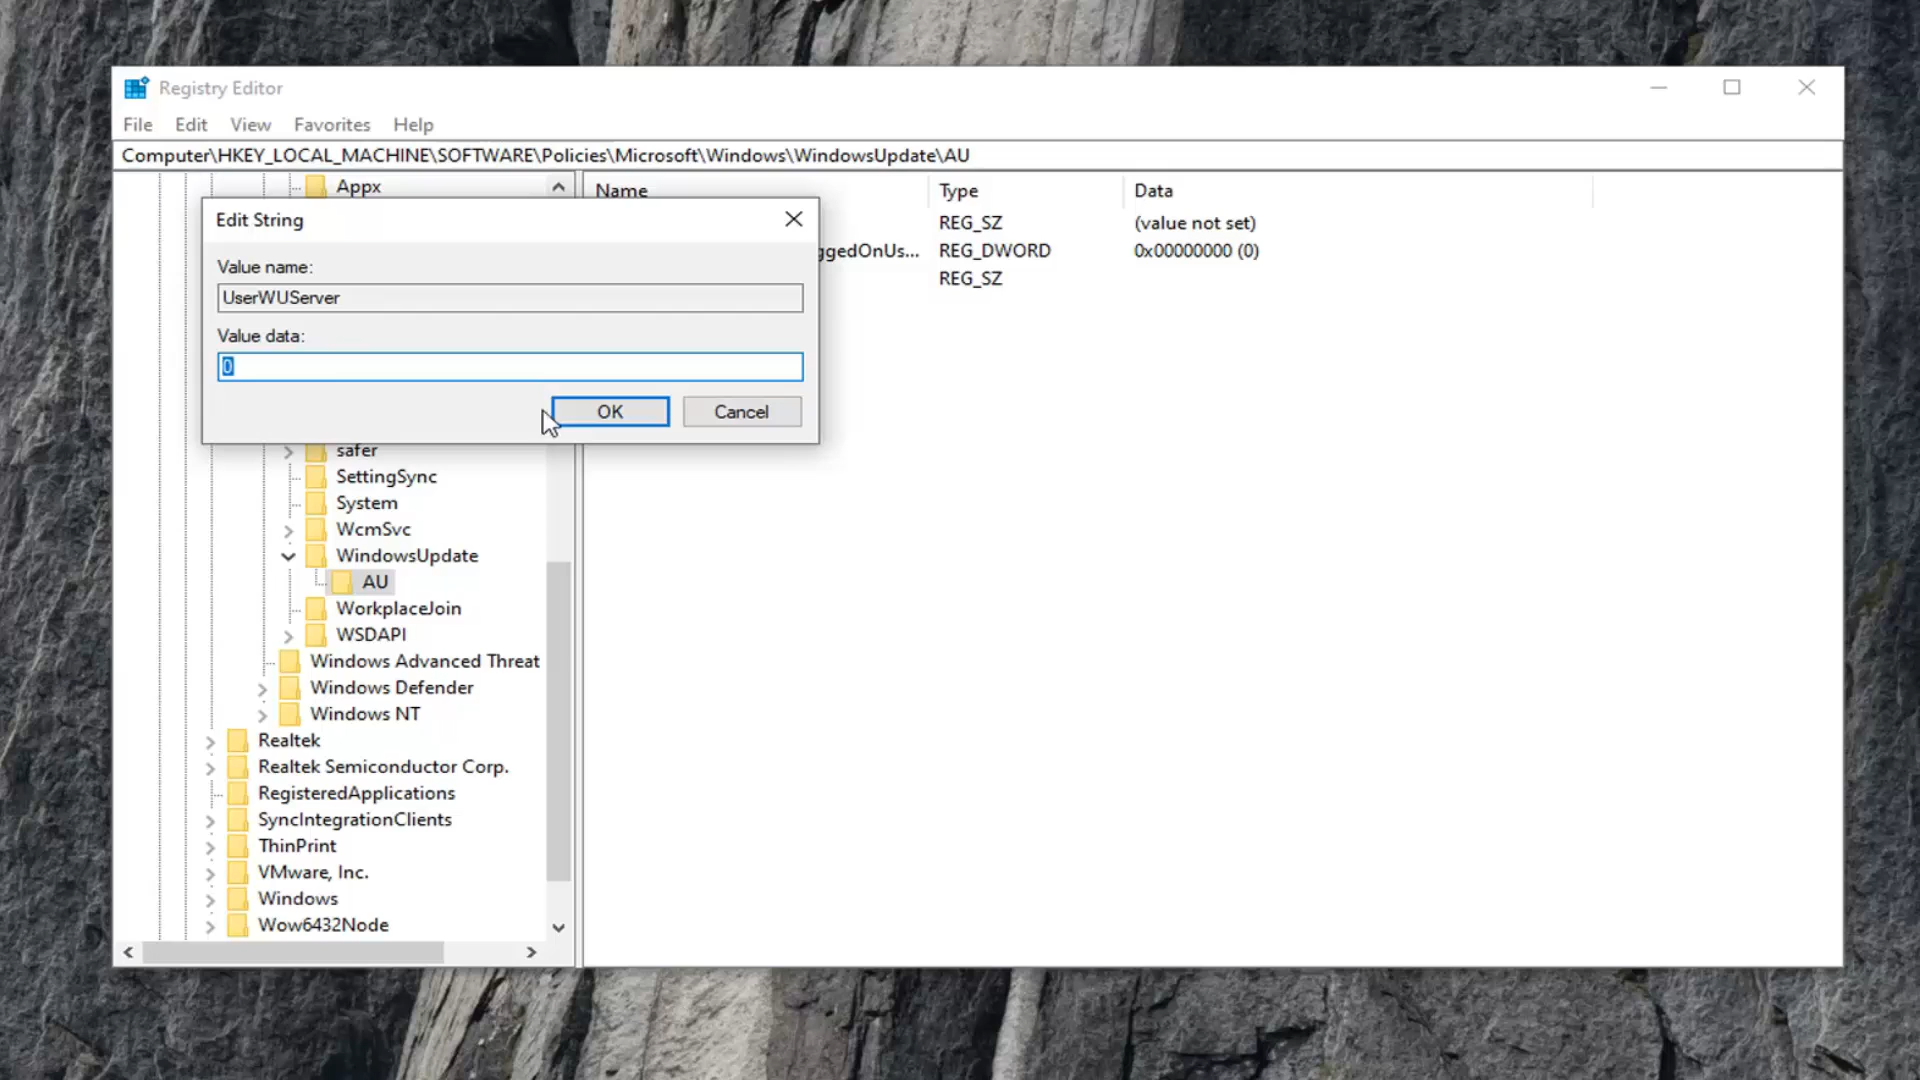 Registry Editor
File Edit View Favorites Help
Computer\HKEY_LOCAL_MACHINE\SOFTWARE\Policies\Microsoft\Windows\WindowsUpdate\AU
Appx
Name Type Data
REG_SZ (value not set)
ggedOnUs... REG_DWORD 0x00000000 (0)
REG_SZ
Edit String
Value name:
UserWUServer
Value data:
0
OK Cancel
safer
SettingSync
System
WcmSvc
WindowsUpdate
AU
WorkplaceJoin
WSDAPI
Windows Advanced Threat
Windows Defender
Windows NT
Realtek
Realtek Semiconductor Corp.
RegisteredApplications
SyncIntegrationClients
ThinPrint
VMware, Inc.
Windows
Wow6432Node